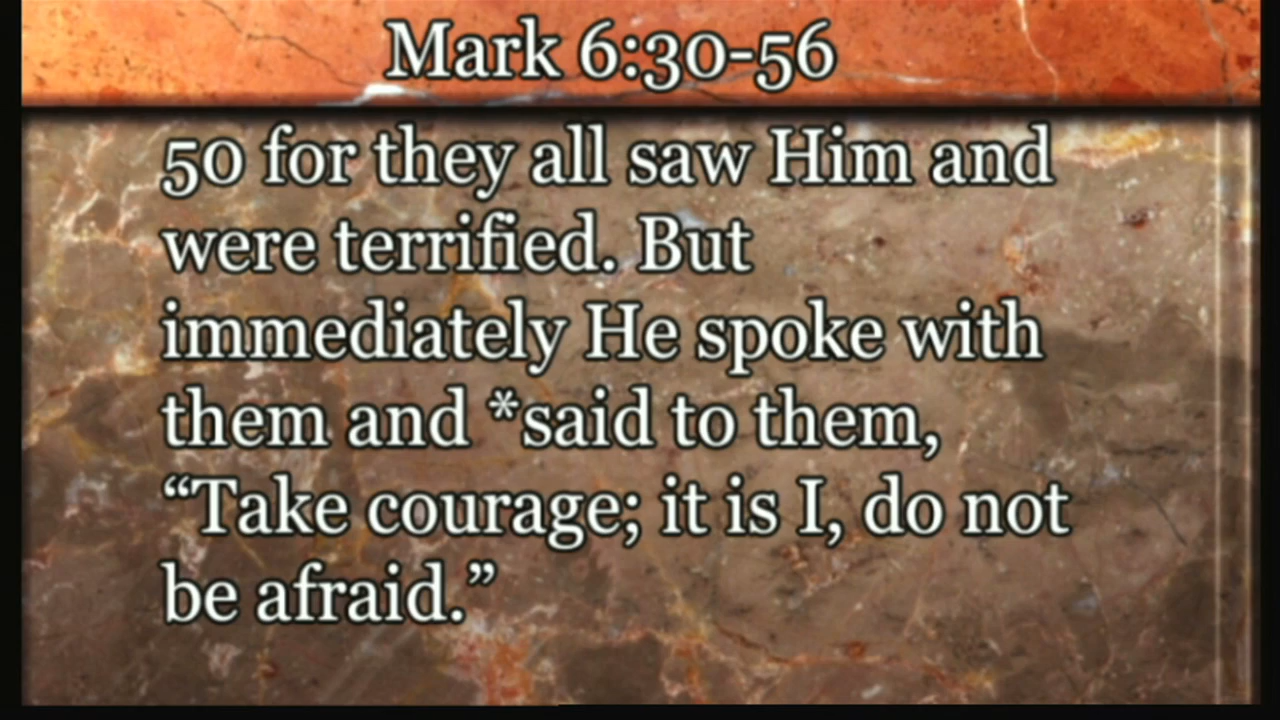 Mark 6:30-56
50 for they all saw Him and
were terrified. But
immediately He spoke with
them and *said to them,
“Take courage; it is I, do not
be afraid.”